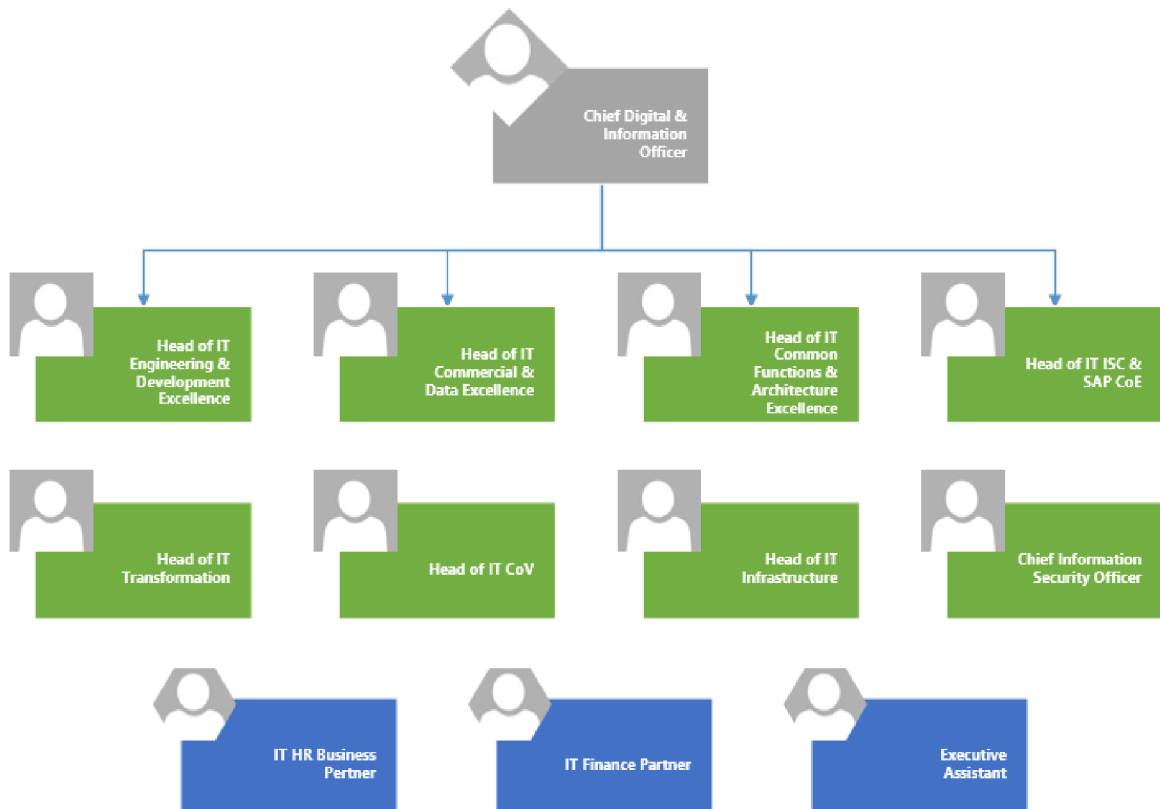 Chief Digital &
Information
Officer
Head of IT
Engineering &
Development
Excellence
Head of IT
Commercial &
Data Excellence
Head of IT
Common
Functions &
Architecture
Excellence
Head of IT ISC &
SAP CoE
Head of IT
Transformation
Head of IT CoV
Head of IT
Infrastructure
Chief Information
Security Officer
IT HR Business
Pertner
IT Finance Partner
Executive
Assistant